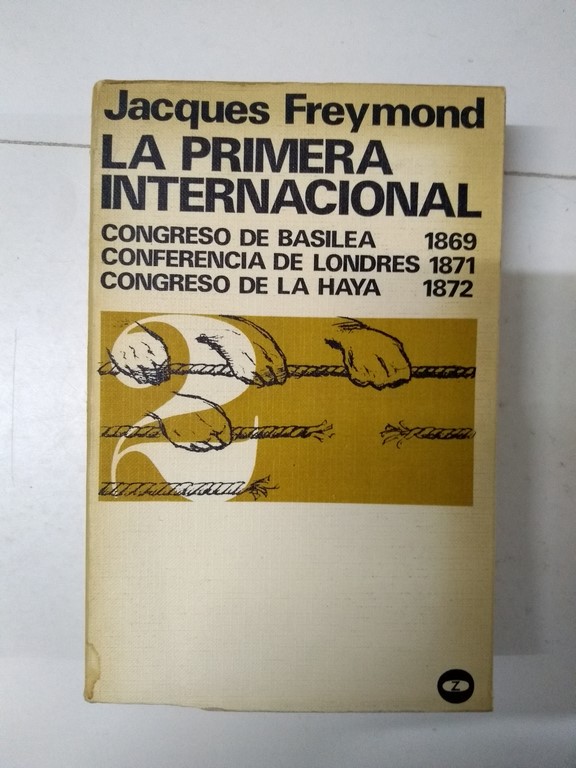 Jacques Freymond
LA PRIMERA
INTERNACIONAL
CONGRESO DE BASILEA 1869
CONFERENCIA DE LONDRES 1871
CONGRESO DE LA HAYA 1872
2
Z